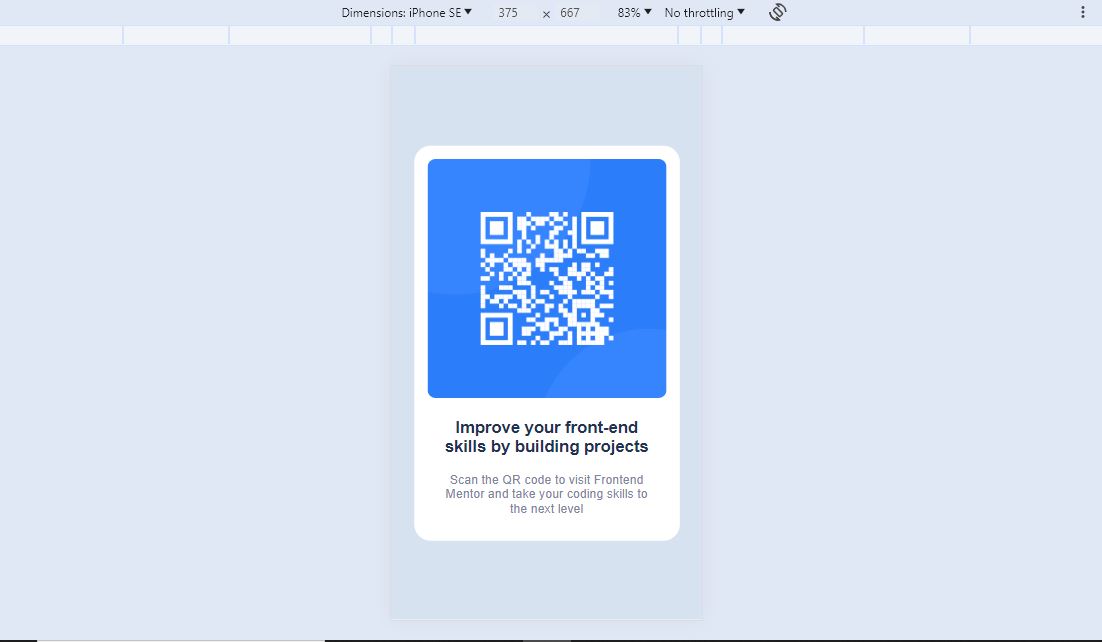 Dimensions: iPhone SE 375 × 667 83% No throttling
Improve your front-end
skills by building projects
Scan the QR code to visit Frontend
Mentor and take your coding skills to
the next level